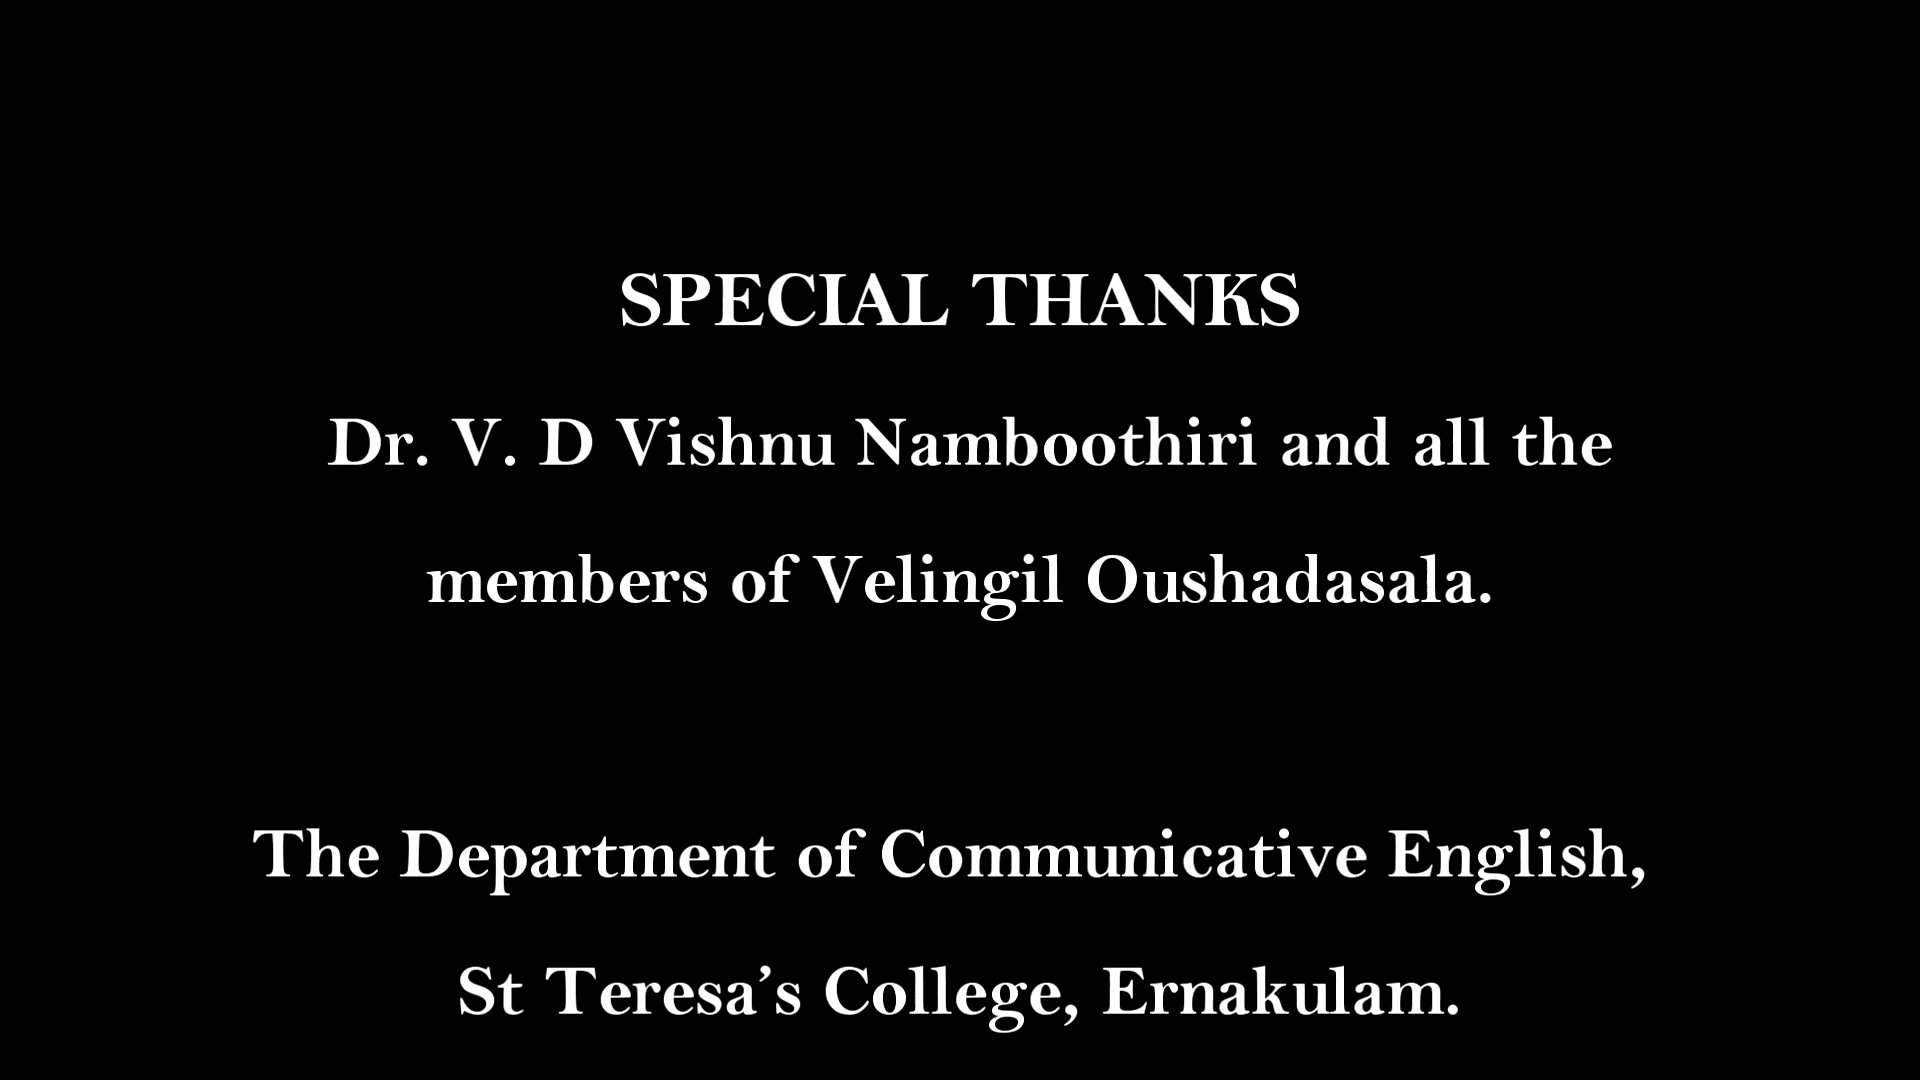 SPECIAL THANKS
Dr. V. D Vishnu Namboothiri and all the
members of Velingil Oushadasala.
The Department of Communicative English,
St Teresa’s College, Ernakulam.